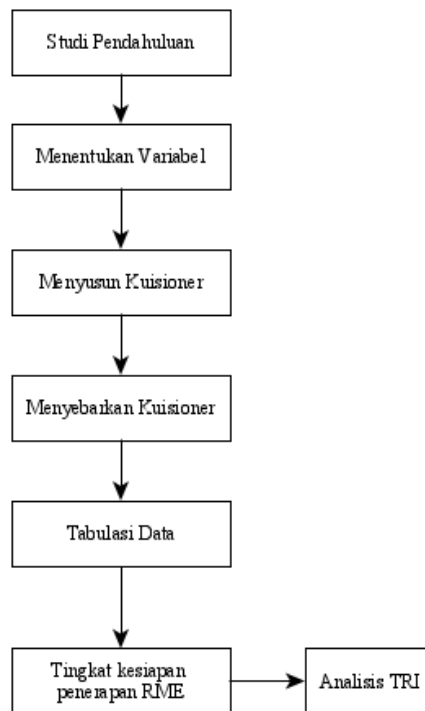 Studi Pendahuluan
Menentukan Variabel
Menyusun Kuisioner
Menyebarkan Kuisioner
Tabulasi Data
Tingkat kesiapan
penerapan RME
Analisis TRI